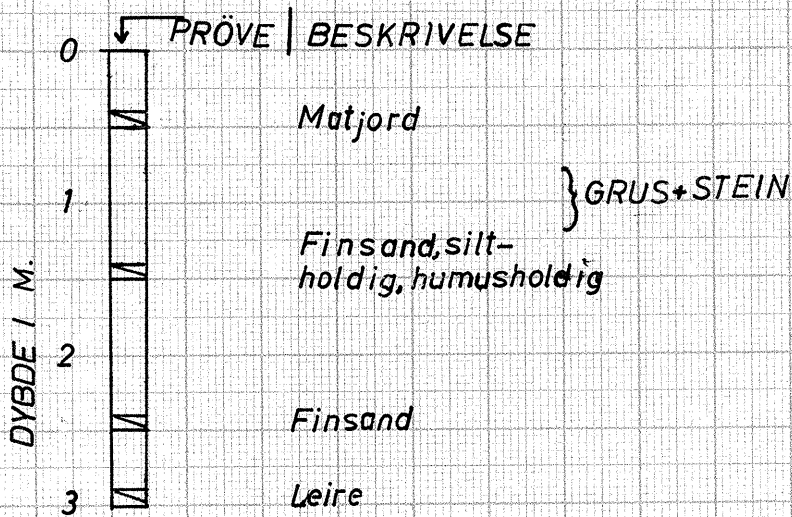 PRÖVE | BESKRIVELSE
0
Matjord
1
GRUS+STEIN
Finsand, silt-
holdig, humusholdig
DYBDE I M.
2
Finsand
3
Leire